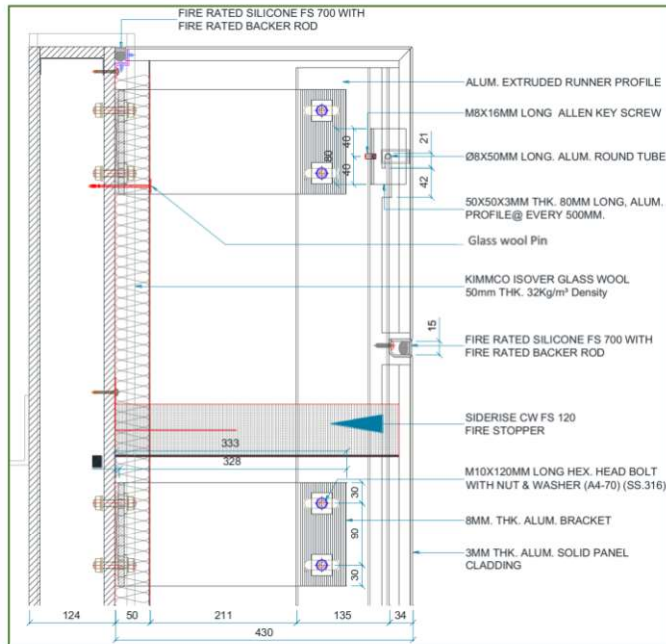 FIRE RATED SILICONE FS 700 WITH
FIRE RATED BACKER ROD
ALUM. EXTRUDED RUNNER PROFILE
M8X16MM LONG ALLEN KEY SCREW
21
40
80
40
Ø8X50MM LONG. ALUM. ROUND TUBE
42
50X50X3MM THK. 80MM LONG, ALUM.
PROFILE@ EVERY 500MM.
Glass wool Pin
KIMMCO ISOVER GLASS WOOL
50mm THK. 32Kg/m³ Density
15
FIRE RATED SILICONE FS 700 WITH
FIRE RATED BACKER ROD
SIDERISE CW FS 120
FIRE STOPPER
333
328
M10X120MM LONG HEX. HEAD BOLT
WITH NUT & WASHER (A4-70) (SS.316)
30
90
30
8MM. THK. ALUM. BRACKET
3MM THK. ALUM. SOLID PANEL
CLADDING
124
50
211
135
34
430